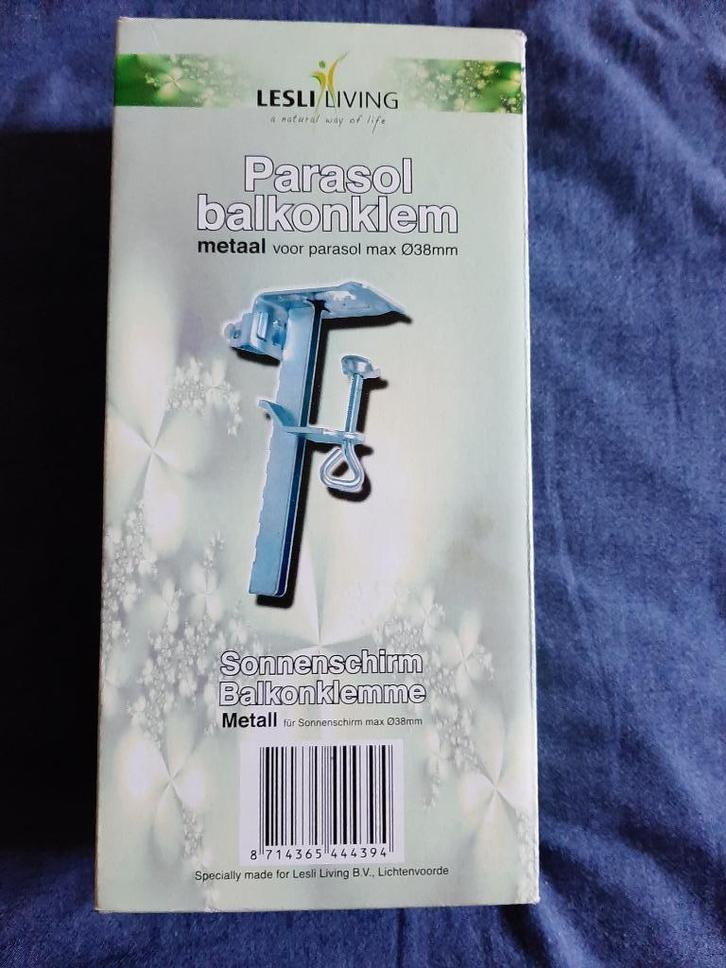 LESLI LIVING
a natural way of life
Parasol
balkonklem
metaal voor parasol max Ø38mm
Sonnenschirm
Balkonklemme
Metall für Sonnenschirm max Ø38mm
8 714365 444394
Specially made for Lesli Living B.V., Lichtenvoorde